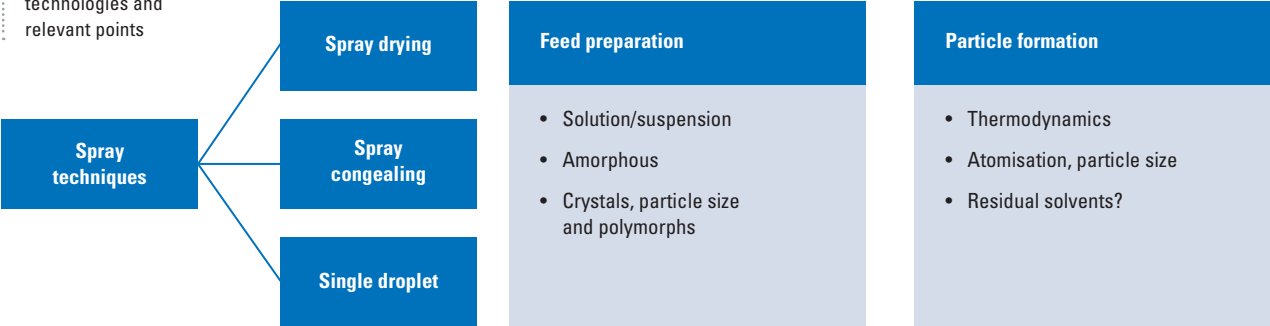 technologies and
relevant points
Spray
techniques
Spray drying
Spray
congealing
Single droplet
Feed preparation
• Solution/suspension
• Amorphous
• Crystals, particle size
and polymorphs
Particle formation
• Thermodynamics
• Atomisation, particle size
• Residual solvents?